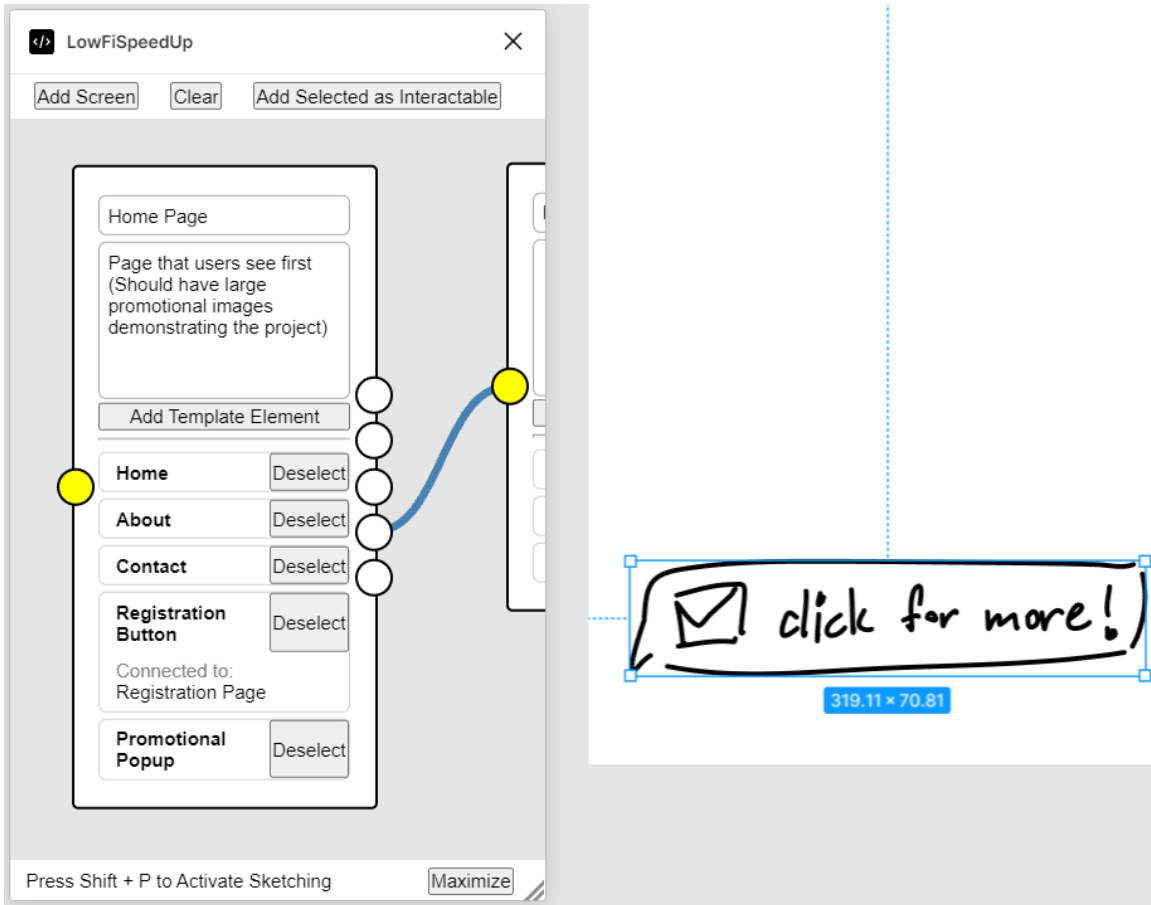 LowFiSpeedUp
Add Screen Clear Add Selected as Interactable
Home Page
Page that users see first
(Should have large
promotional images
demonstrating the project)
Add Template Element
Home Deselect
About Deselect
Contact Deselect
Registration
Button
Deselect
Connected to:
Registration Page
Promotional
Popup
Deselect
Press Shift + P to Activate Sketching Maximize
click for more!
319.11 × 70.81